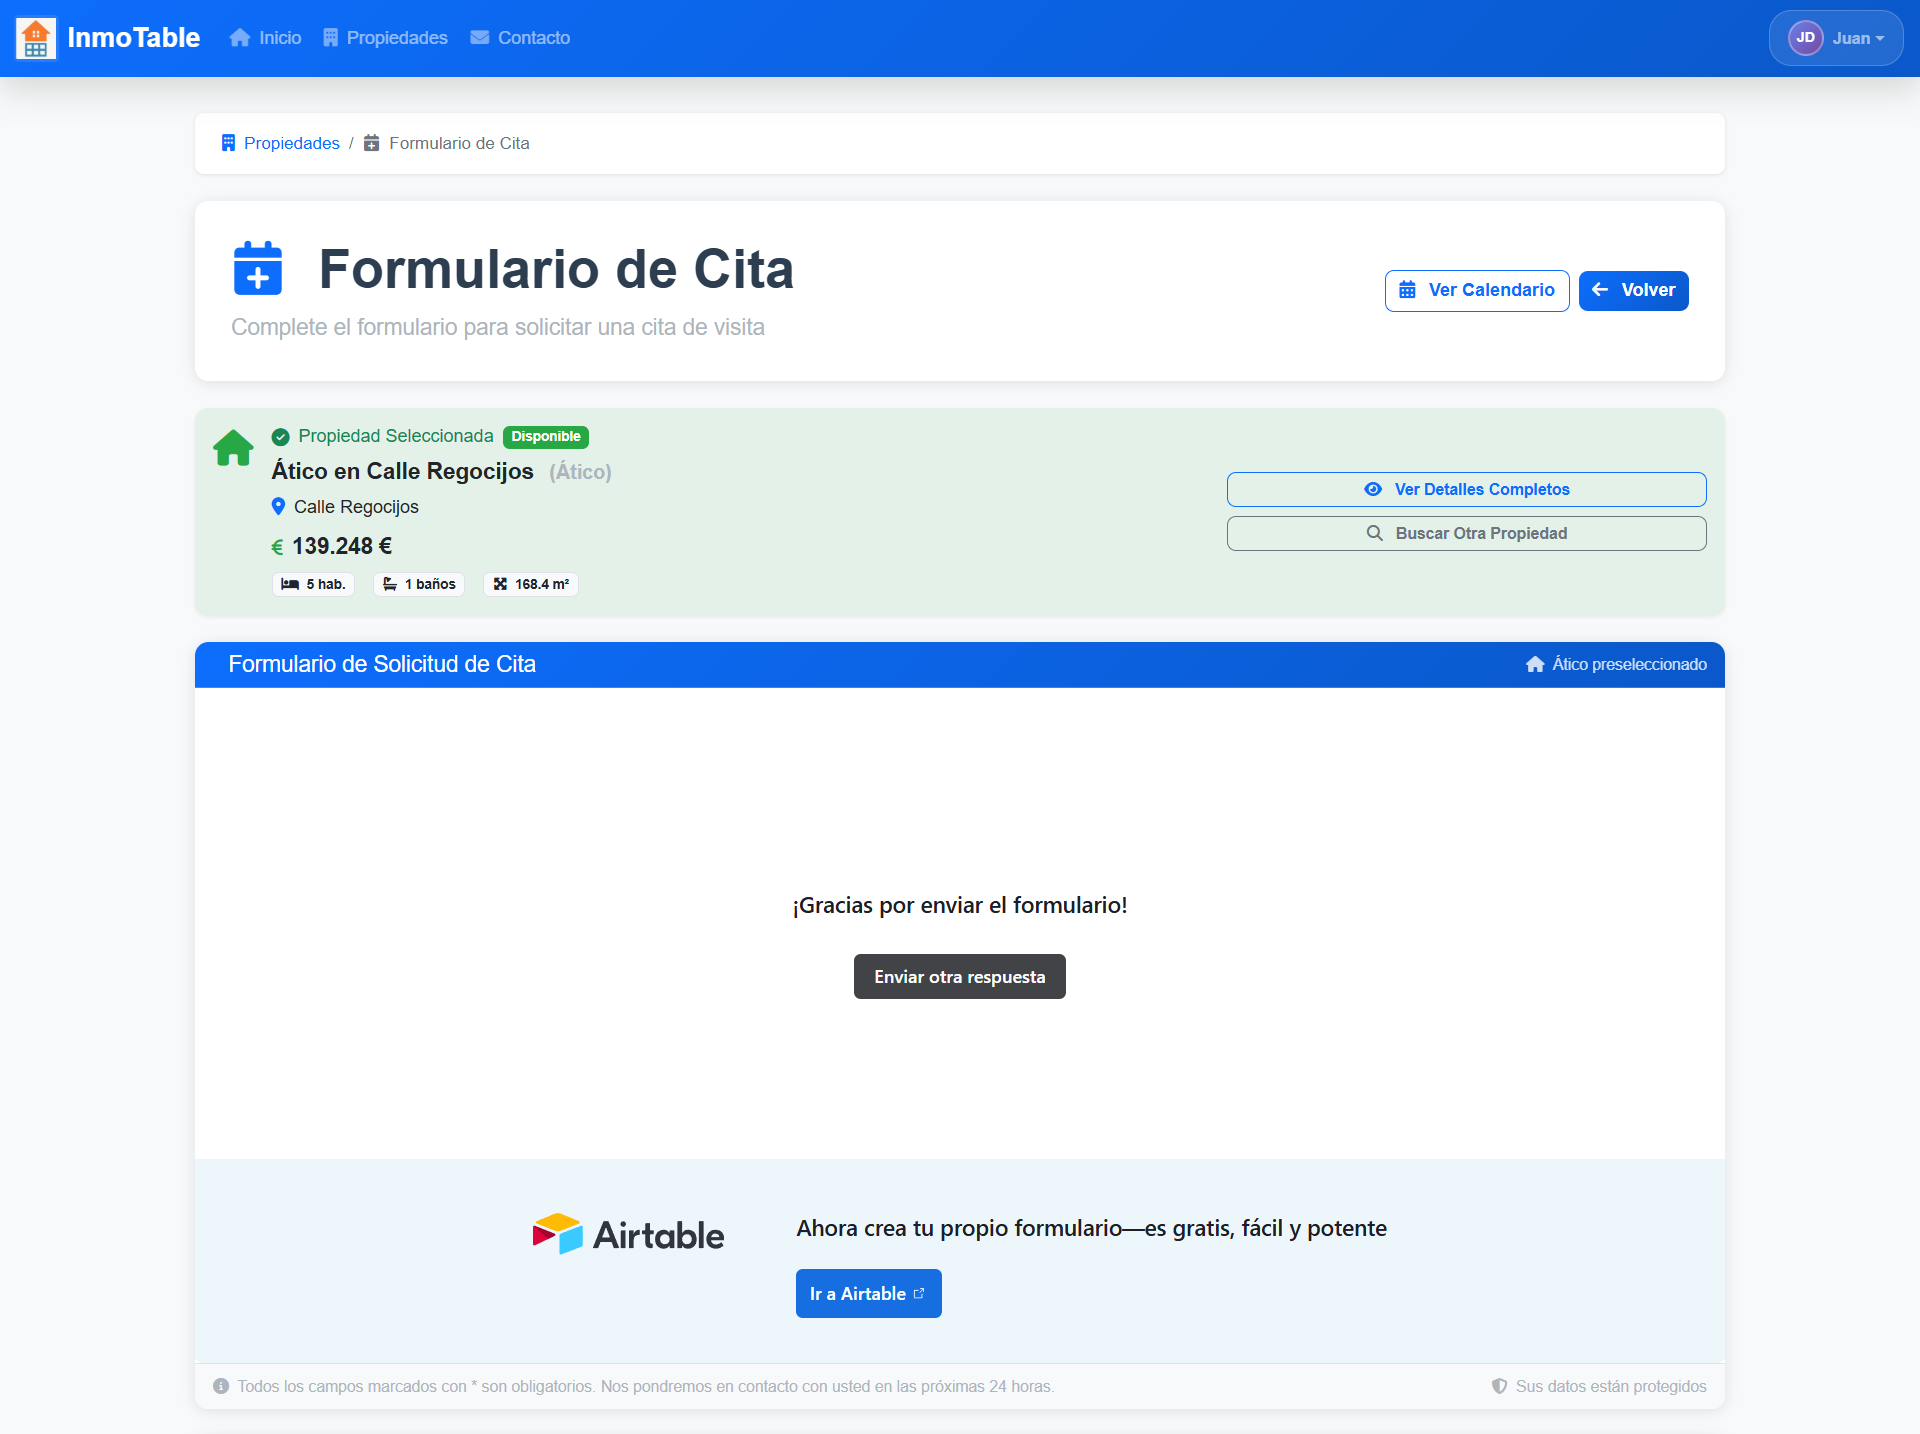 InmoTable
Inicio
Propiedades
Contacto
JD
Juan
Propiedades / Formulario de Cita
Formulario de Cita
Complete el formulario para solicitar una cita de visita
Ver Calendario
Volver
Propiedad Seleccionada
Disponible
Ático en Calle Regocijos (Ático)
Calle Regocijos
€ 139.248 €
5 hab.
1 baños
168.4 m²
Ver Detalles Completos
Buscar Otra Propiedad
Formulario de Solicitud de Cita
Ático preseleccionado
¡Gracias por enviar el formulario!
Enviar otra respuesta
Airtable
Ahora crea tu propio formulario—es gratis, fácil y potente
Ir a Airtable
Todos los campos marcados con * son obligatorios. Nos pondremos en contacto con usted en las próximas 24 horas.
Sus datos están protegidos